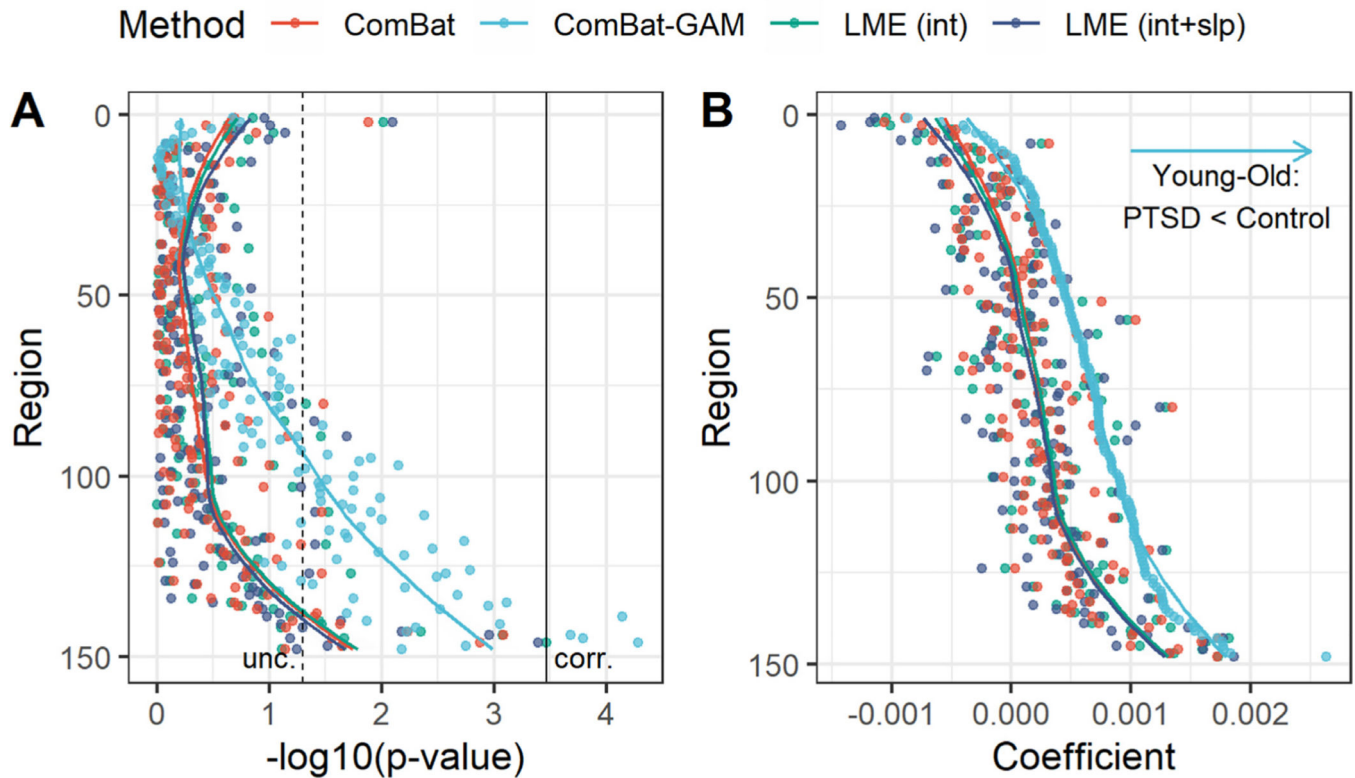 Method ComBat ComBat-GAM LME (int) LME (int+slp)
A
Region
0
50
100
150
unc.
corr.
0 1 2 3 4
-log10(p-value)
B
Region
0
50
100
150
Young-Old:
PTSD < Control
-0.001 0.000 0.001 0.002
Coefficient